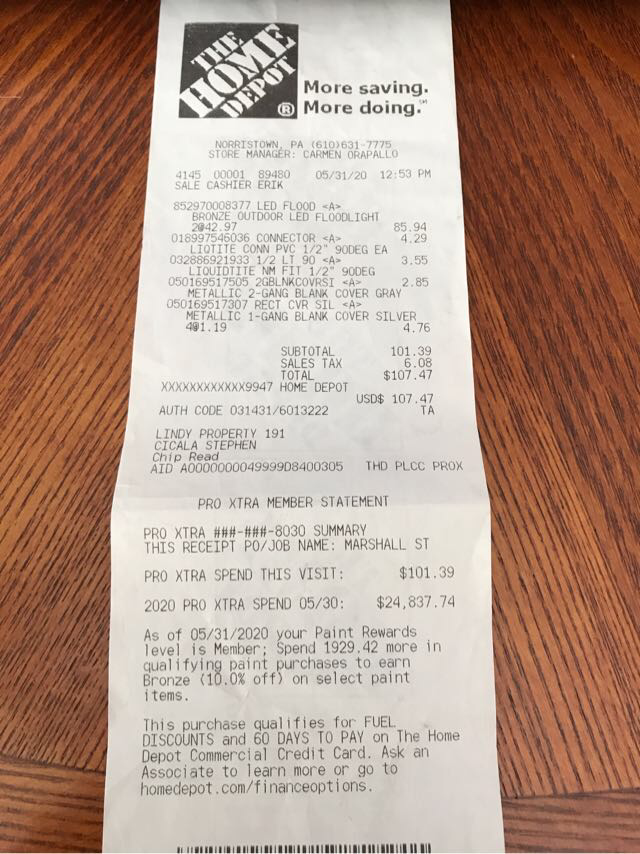 THE
HOME
DEPOT
®
More saving.
More doing.℠
NORRISTOWN, PA (610)631-7775
STORE MANAGER: CARMEN ORAPALLO
4145 00001 89480 05/31/20 12:53 PM
SALE CASHIER ERIK
852970008377 LED FLOOD <A>
BRONZE OUTDOOR LED FLOODLIGHT
2@42.97 85.94
018997546036 CONNECTOR <A> 4.29
LIQTITE CONN PVC 1/2" 90DEG EA
032886921933 1/2 LT 90 <A> 3.55
LIQUIDTITE NM FIT 1/2" 90DEG
050169517505 2GBLNKCOVRSI <A> 2.85
METALLIC 2-GANG BLANK COVER GRAY
050169517307 RECT CVR SIL <A>
METALLIC 1-GANG BLANK COVER SILVER
4@1.19 4.76
SUBTOTAL 101.39
SALES TAX 6.08
TOTAL $107.47
XXXXXXXXXXXX9947 HOME DEPOT
USD$ 107.47
AUTH CODE 031431/6013222 TA
LINDY PROPERTY 191
CICALA STEPHEN
Chip Read
AID A0000000049999D8400305 THD PLCC PROX
PRO XTRA MEMBER STATEMENT
PRO XTRA ###-###-8030 SUMMARY
THIS RECEIPT PO/JOB NAME: MARSHALL ST
PRO XTRA SPEND THIS VISIT: $101.39
2020 PRO XTRA SPEND 05/30: $24,837.74
As of 05/31/2020 your Paint Rewards
level is Member; Spend 1929.42 more in
qualifying paint purchases to earn
Bronze (10.0% off) on select paint
items.
This purchase qualifies for FUEL
DISCOUNTS and 60 DAYS TO PAY on The Home
Depot Commercial Credit Card. Ask an
Associate to learn more or go to
homedepot.com/financeoptions.